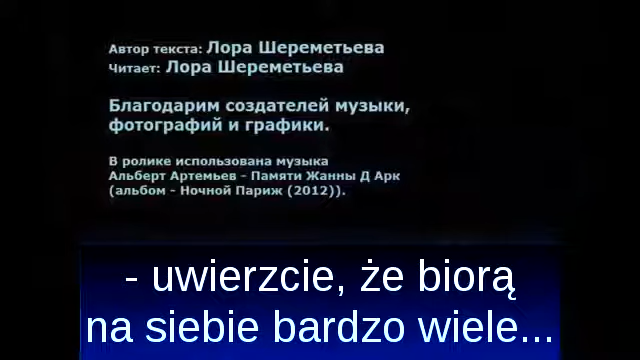 Автор текста: Лора Шереметьева
Читает: Лора Шереметьева
Благодарим создателей музыки,
фотографий и графики.
В ролике использована музыка
Альберт Артемьев - Памяти Жанны Д Арк
(альбом - Ночной Париж (2012)).
- uwierzcie, że biorą
na siebie bardzo wiele...